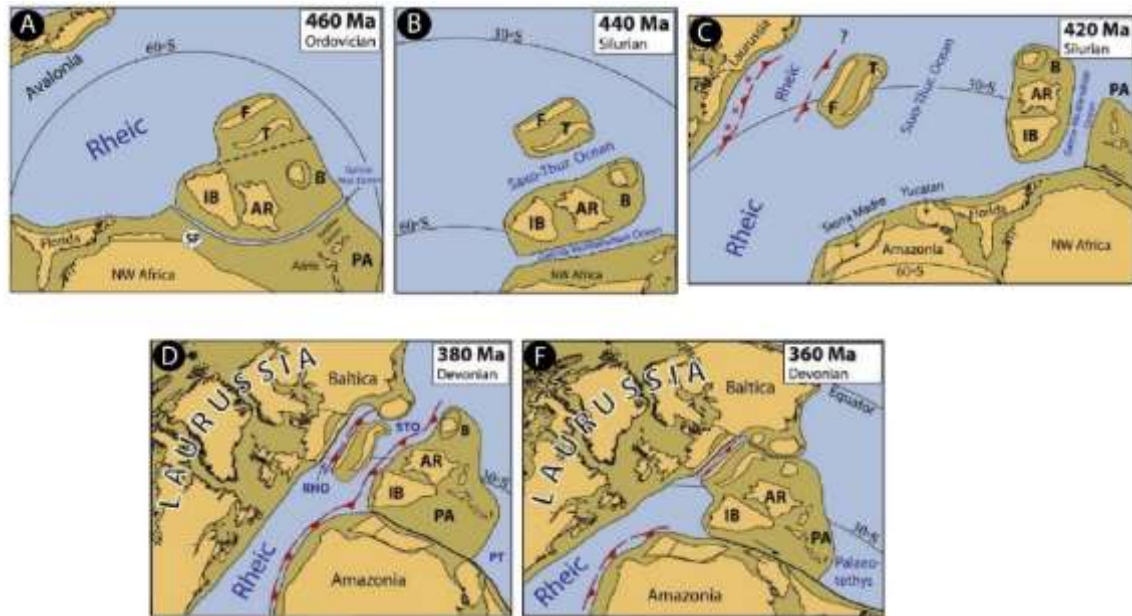 A
460 Ma
Ordovician
60°S
Avalonia
Rheic
F
T
B
IB
AR
SP
Florida
NW Africa
PA
B
440 Ma
Silurian
30°S
F
T
Saxo-Thur Ocean
B
AR
IB
60°S
NW Africa
C
420 Ma
Silurian
Laurussia
?
Rheic
T
F
Saxo-Thur Ocean
30°S
B
AR
IB
PA
Rheic
Sierra Madre
Yucatan
Florida
Amazonia
60°S
NW Africa
D
380 Ma
Devonian
LAURUSSIA
Baltica
STO
B
RHO
AR
IB
30°S
PA
PT
Rheic
Amazonia
F
360 Ma
Devonian
LAURUSSIA
Baltica
Equator
AR
IB
PA
30°S
Palaeo-
tethys
Rheic
Amazonia